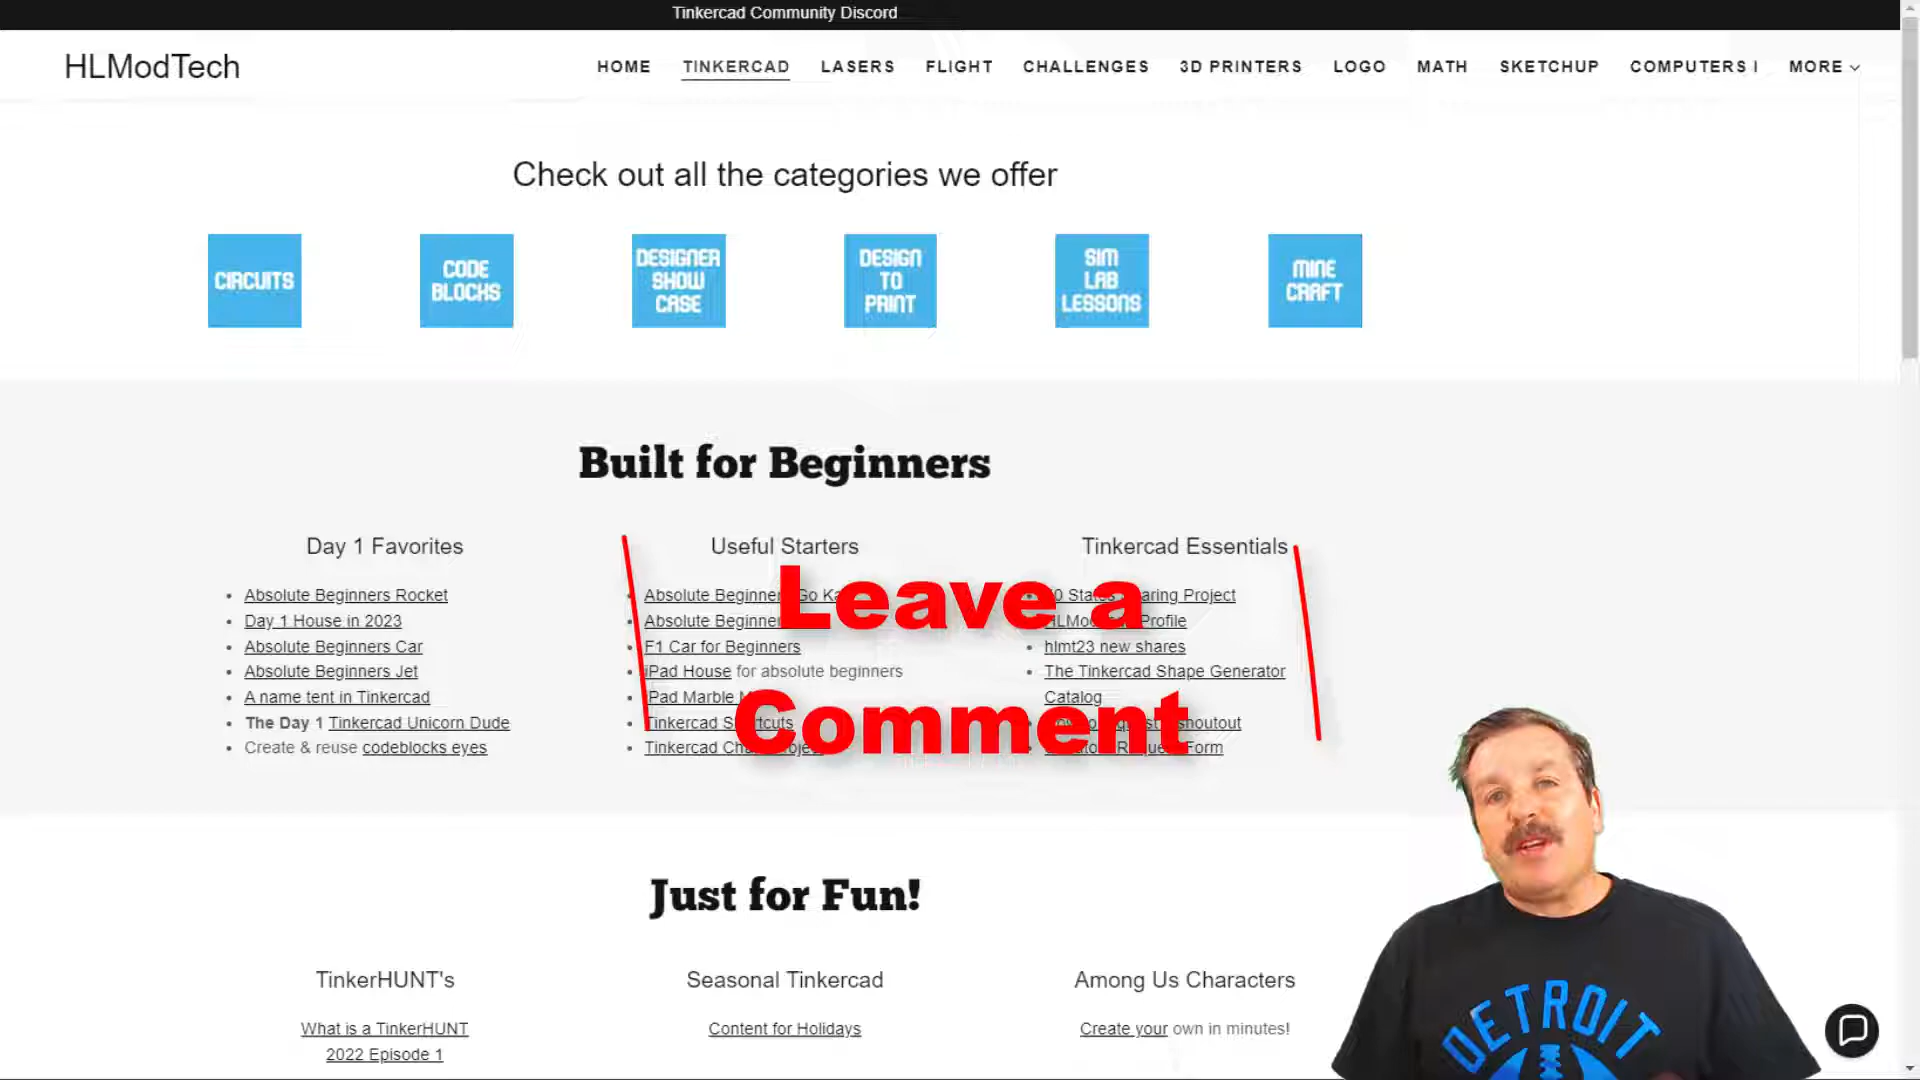 Tinkercad Community Discord
HLModTech
HOME TINKERCAD LASERS FLIGHT CHALLENGES 3D PRINTERS LOGO MATH SKETCHUP COMPUTERS MORE
Check out all the categories we offer
CIRCUITS
CODE
BLOCKS
DESIGNER
SHOW
CASE
DESIGN
TO
PRINT
SIM
LAB
LESSONS
MINE
CRAFT
Built for Beginners
Day 1 Favorites
Absolute Beginners Rocket
Day 1 House in 2023
Absolute Beginners Car
Absolute Beginners Jet
A name tent in Tinkercad
The Day 1 Tinkercad Unicorn Dude
Create & reuse codeblocks eyes
Useful Starters
Absolute Go
Absolute
F1 Car for Beginners
iPad House for absolute beginners
iPad Marble
Tinkercad
Tinkercad
Tinkercad Essentials
Project
Profile
hlmt23 new shares
The Tinkercad Shape Generator
Catalog
shoutout
Form
Leave a
Comment
Just for Fun!
TinkerHUNT's
What is a TinkerHUNT
2022 Episode 1
Seasonal Tinkercad
Content for Holidays
Among Us Characters
Create your own in minutes!
DETROIT